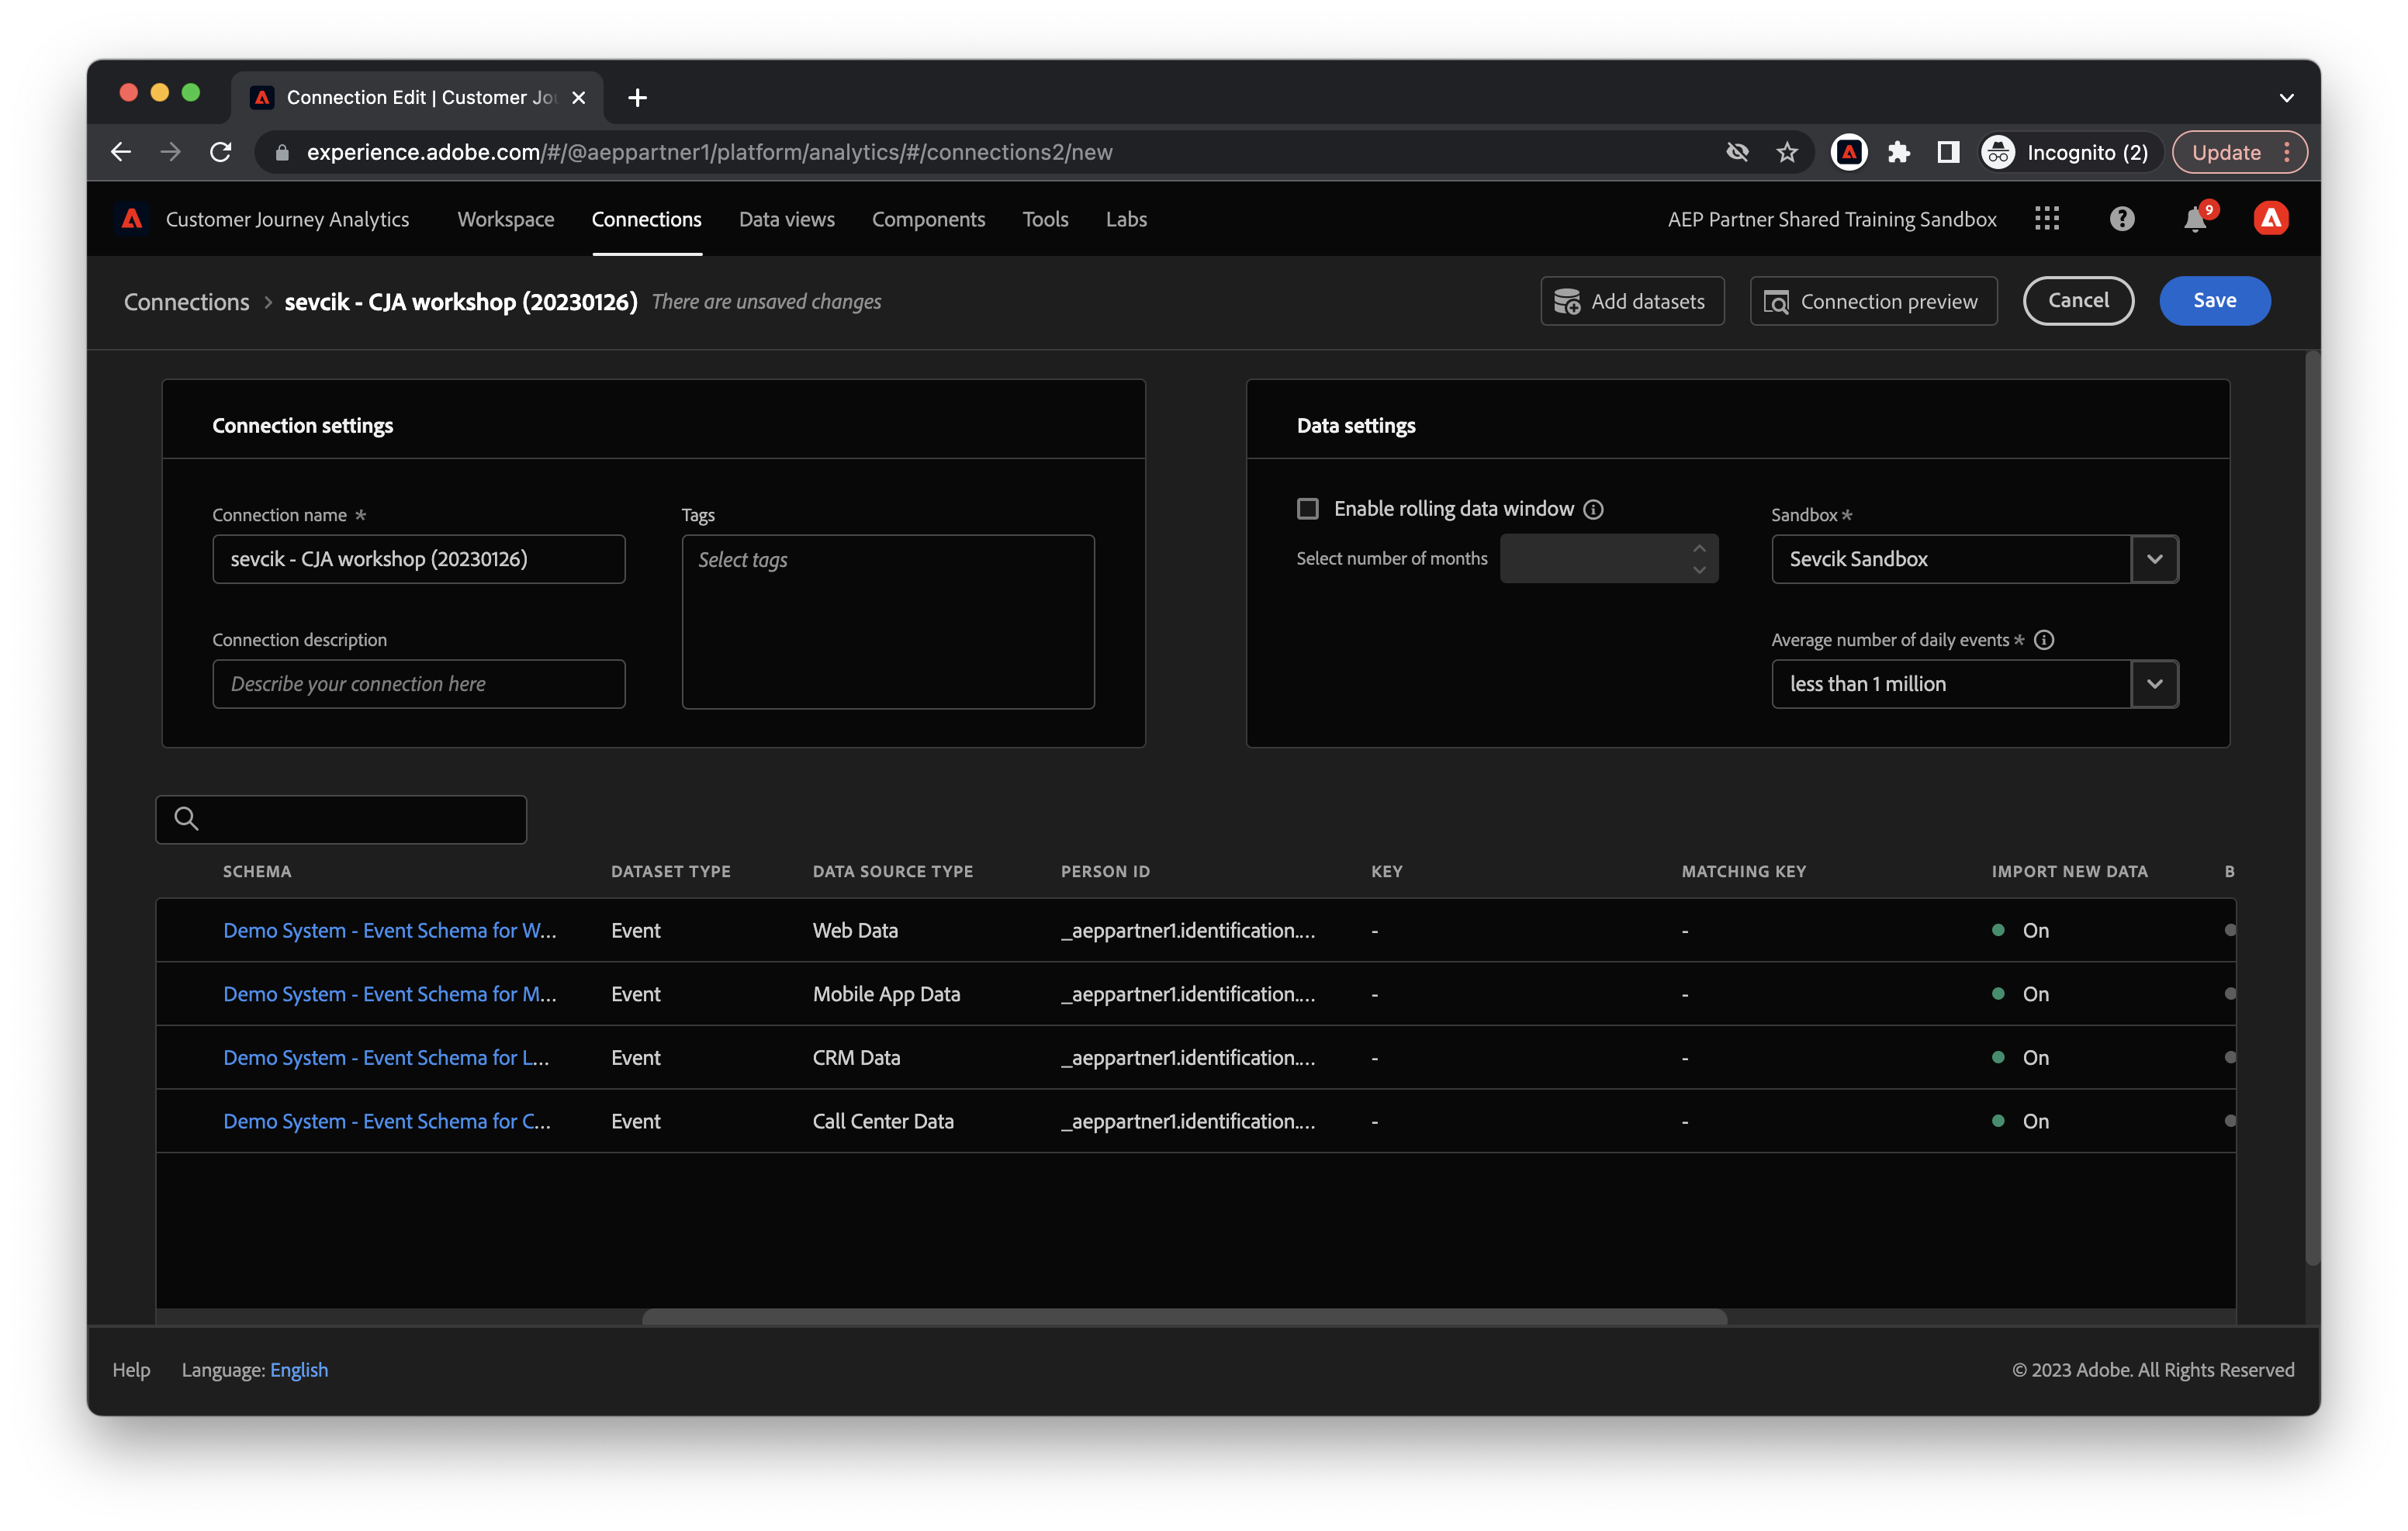 Connection Edit | Customer Jou
experience.adobe.com/#/@aeppartner1/platform/analytics/#/connections2/new
Incognito (2)
Update
Customer Journey Analytics
Workspace
Connections
Data views
Components
Tools
Labs
AEP Partner Shared Training Sandbox
9
Connections > sevcik - CJA workshop (20230126) There are unsaved changes
Add datasets
Connection preview
Cancel
Save
Connection settings
Connection name *
sevcik - CJA workshop (20230126)
Tags
Select tags
Connection description
Describe your connection here
Data settings
Enable rolling data window
Select number of months
Sandbox *
Sevcik Sandbox
Average number of daily events *
less than 1 million
SCHEMA DATASET TYPE DATA SOURCE TYPE PERSON ID KEY MATCHING KEY IMPORT NEW DATA B
Demo System - Event Schema for W... Event Web Data _aeppartner1.identification.... - - On
Demo System - Event Schema for M... Event Mobile App Data _aeppartner1.identification.... - - On
Demo System - Event Schema for L... Event CRM Data _aeppartner1.identification.... - - On
Demo System - Event Schema for C... Event Call Center Data _aeppartner1.identification.... - - On
Help
Language: English
© 2023 Adobe. All Rights Reserved